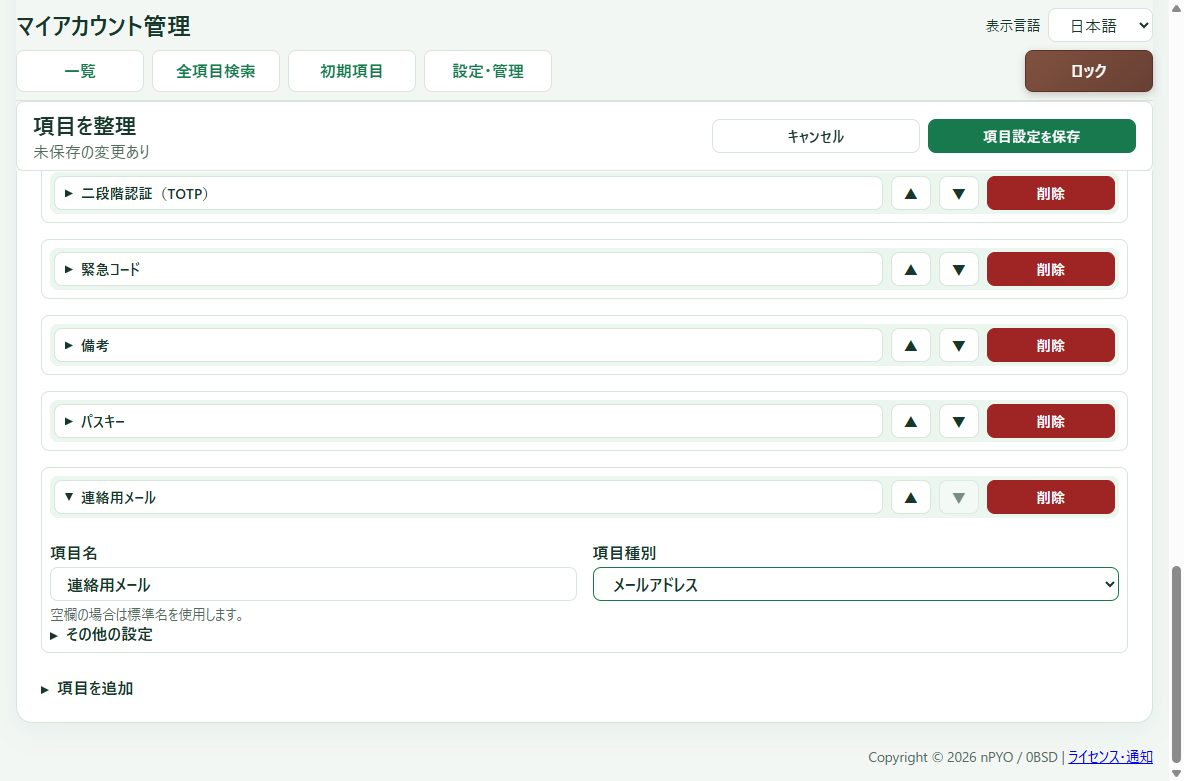 マイアカウント管理
表示言語 日本語
一覧 全項目検索 初期項目 設定・管理 ロック
項目を整理
未保存の変更あり
キャンセル 項目設定を保存
▶ 二段階認証（TOTP） ▲ ▼ 削除
▶ 緊急コード ▲ ▼ 削除
▶ 備考 ▲ ▼ 削除
▶ パスキー ▲ ▼ 削除
▼ 連絡用メール ▲ ▼ 削除
項目名 項目種別
連絡用メール メールアドレス
空欄の場合は標準名を使用します。
▶ その他の設定
▶ 項目を追加
Copyright © 2026 nPYO / 0BSD | ライセンス・通知